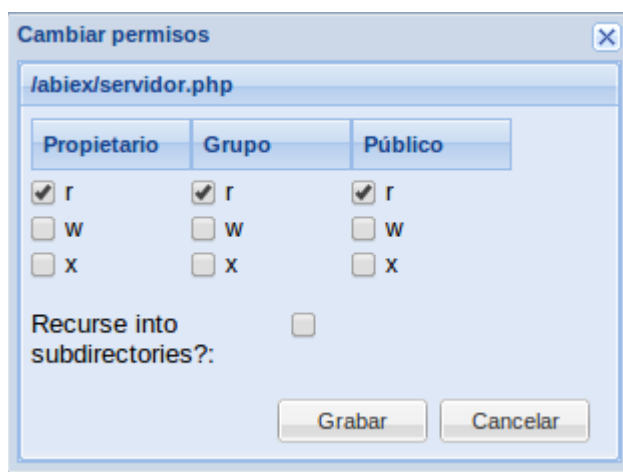 Cambiar permisos
/abiex/servidor.php
Propietario Grupo Público
r r r
w w w
x x x
Recurse into
subdirectories?:
Grabar Cancelar